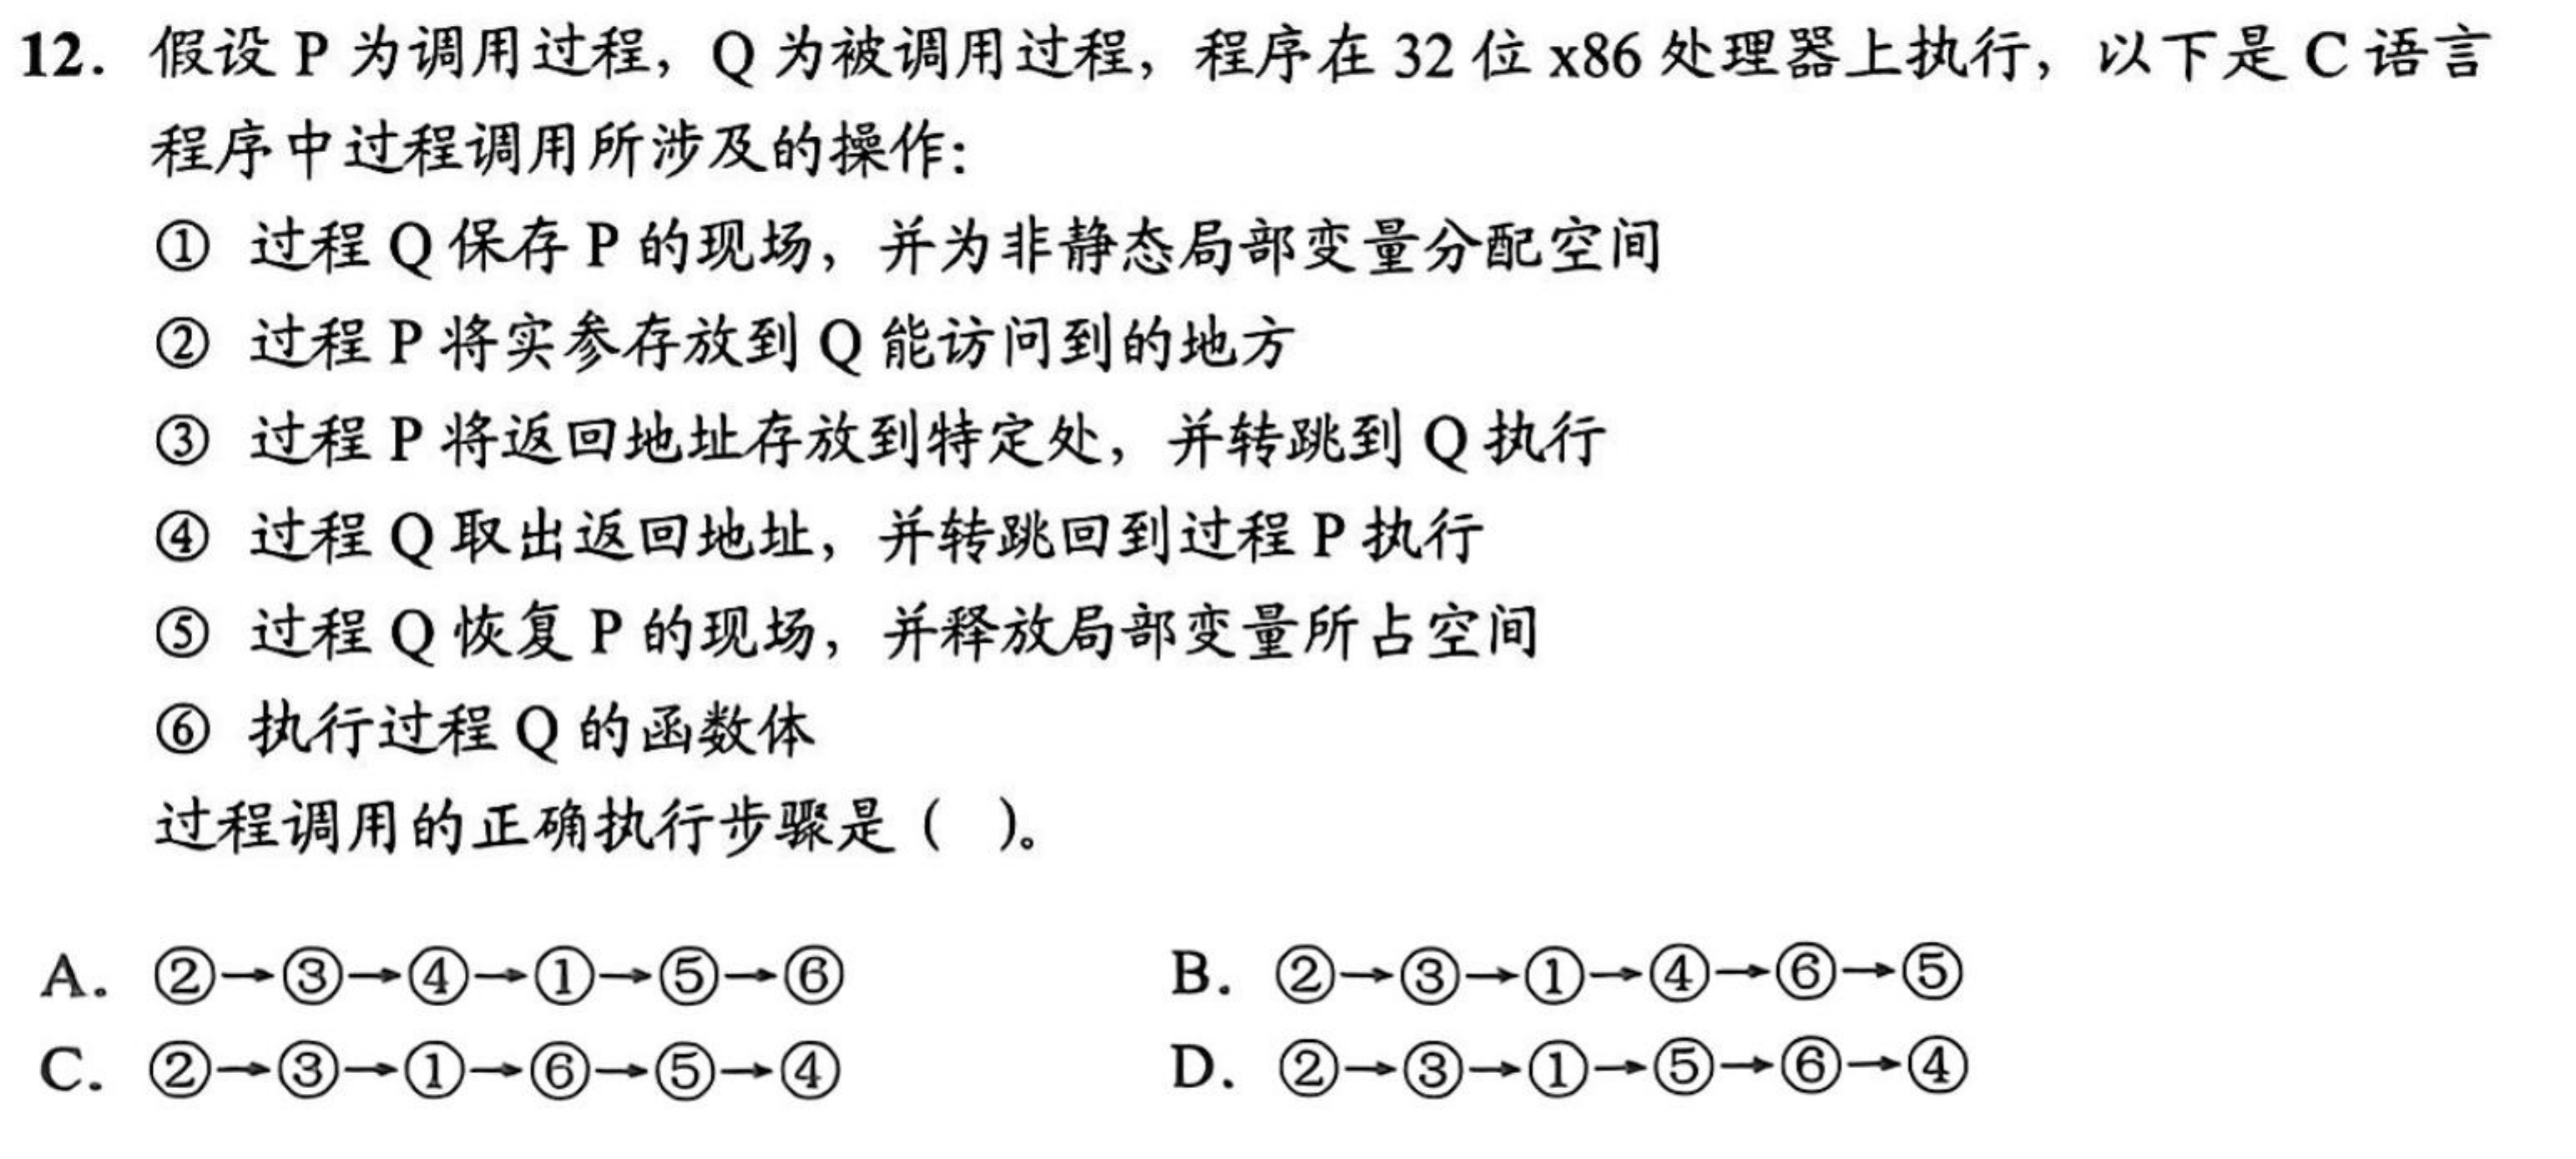 12. 假设 P 为调用过程，Q 为被调用过程，程序在 32 位 x86 处理器上执行，以下是 C 语言
程序中过程调用所涉及的操作：
① 过程 Q 保存 P 的现场，并为非静态局部变量分配空间
② 过程 P 将实参存放到 Q 能访问到的地方
③ 过程 P 将返回地址存放到特定处，并转跳到 Q 执行
④ 过程 Q 取出返回地址，并转跳回到过程 P 执行
⑤ 过程 Q 恢复 P 的现场，并释放局部变量所占空间
⑥ 执行过程 Q 的函数体
过程调用的正确执行步骤是（ ）。
A. ②→③→④→①→⑤→⑥ B. ②→③→①→④→⑥→⑤
C. ②→③→①→⑥→⑤→④ D. ②→③→①→⑤→⑥→④